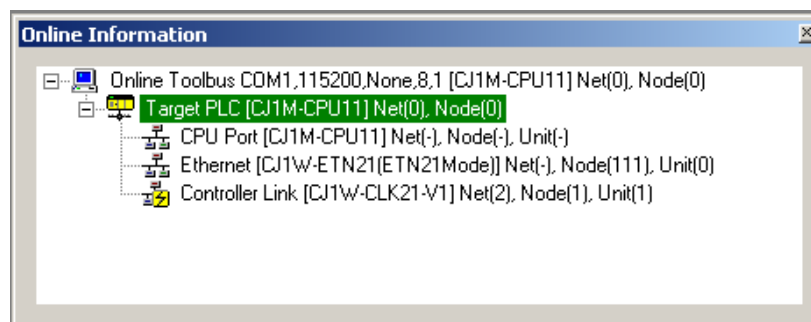 Online Information
Online Toolbus COM1,115200,None,8,1 [CJ1M-CPU11] Net(0), Node(0)
Target PLC [CJ1M-CPU11] Net(0), Node(0)
CPU Port [CJ1M-CPU11] Net(-), Node(-), Unit(-)
Ethernet [CJ1W-ETN21(ETN21Mode)] Net(-), Node(111), Unit(0)
Controller Link [CJ1W-CLK21-V1] Net(2), Node(1), Unit(1)